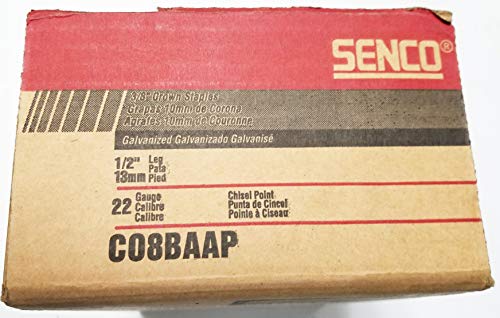 SENCO®
3/8" Crown Staples
Grapas 10mm de Corona
Agrafes 10mm de Couronne
Galvanized Galvanizado Galvanisé
1/2" Leg
13mm Pata
Pied
22 Gauge
Calibre
Calibre
Chisel Point
Punta de Cincel
Pointe à Ciseau
C08BAAP